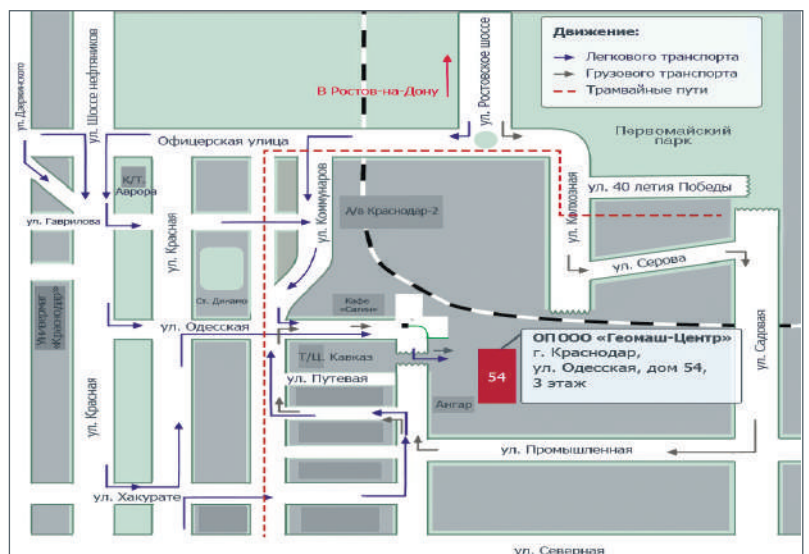 Движение:
Легкового транспорта
Грузового транспорта
Трамвайные пути
В Ростов-на-Дону
ул. Ростовское шоссе
ул. Дзержинского
ул. Шоссе нефтяников
Офицерская улица
Первомайский
парк
К/Т.
Аврора
ул. Коммунаров
ул. 40 летия Победы
ул. Колхозная
А/в Краснодар-2
ул. Гаврилова
ул. Красная
ул. Серова
Ст. Динамо
Кафе
«Сатин»
Универмаг
«Краснодар»
ул. Одесская
ул. Садовая
ОП ООО «Геомаш-Центр»
г. Краснодар,
ул. Одесская, дом 54,
3 этаж
54
Т/Ц. Кавказ
ул. Путевая
ул. Красная
Ангар
ул. Промышленная
ул. Хакурате
ул. Северная